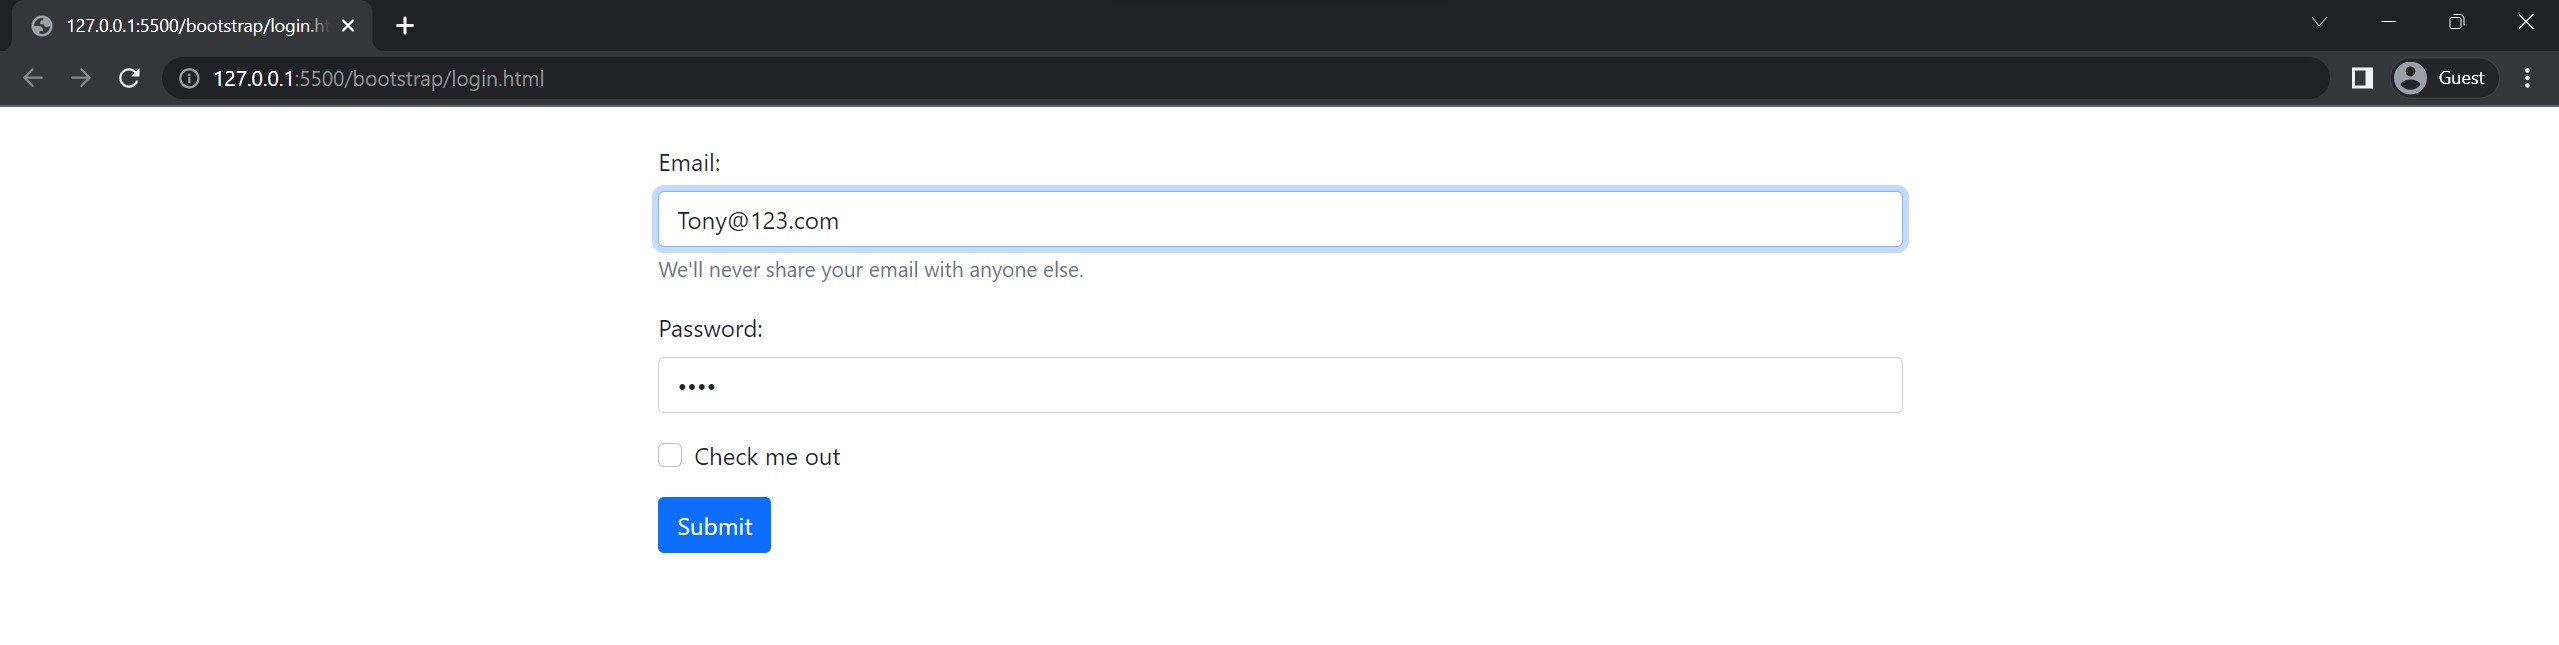 127.0.0.1:5500/bootstrap/login.ht
127.0.0.1:5500/bootstrap/login.html
Guest
Email:
Tony@123.com
We'll never share your email with anyone else.
Password:
••••
Check me out
Submit